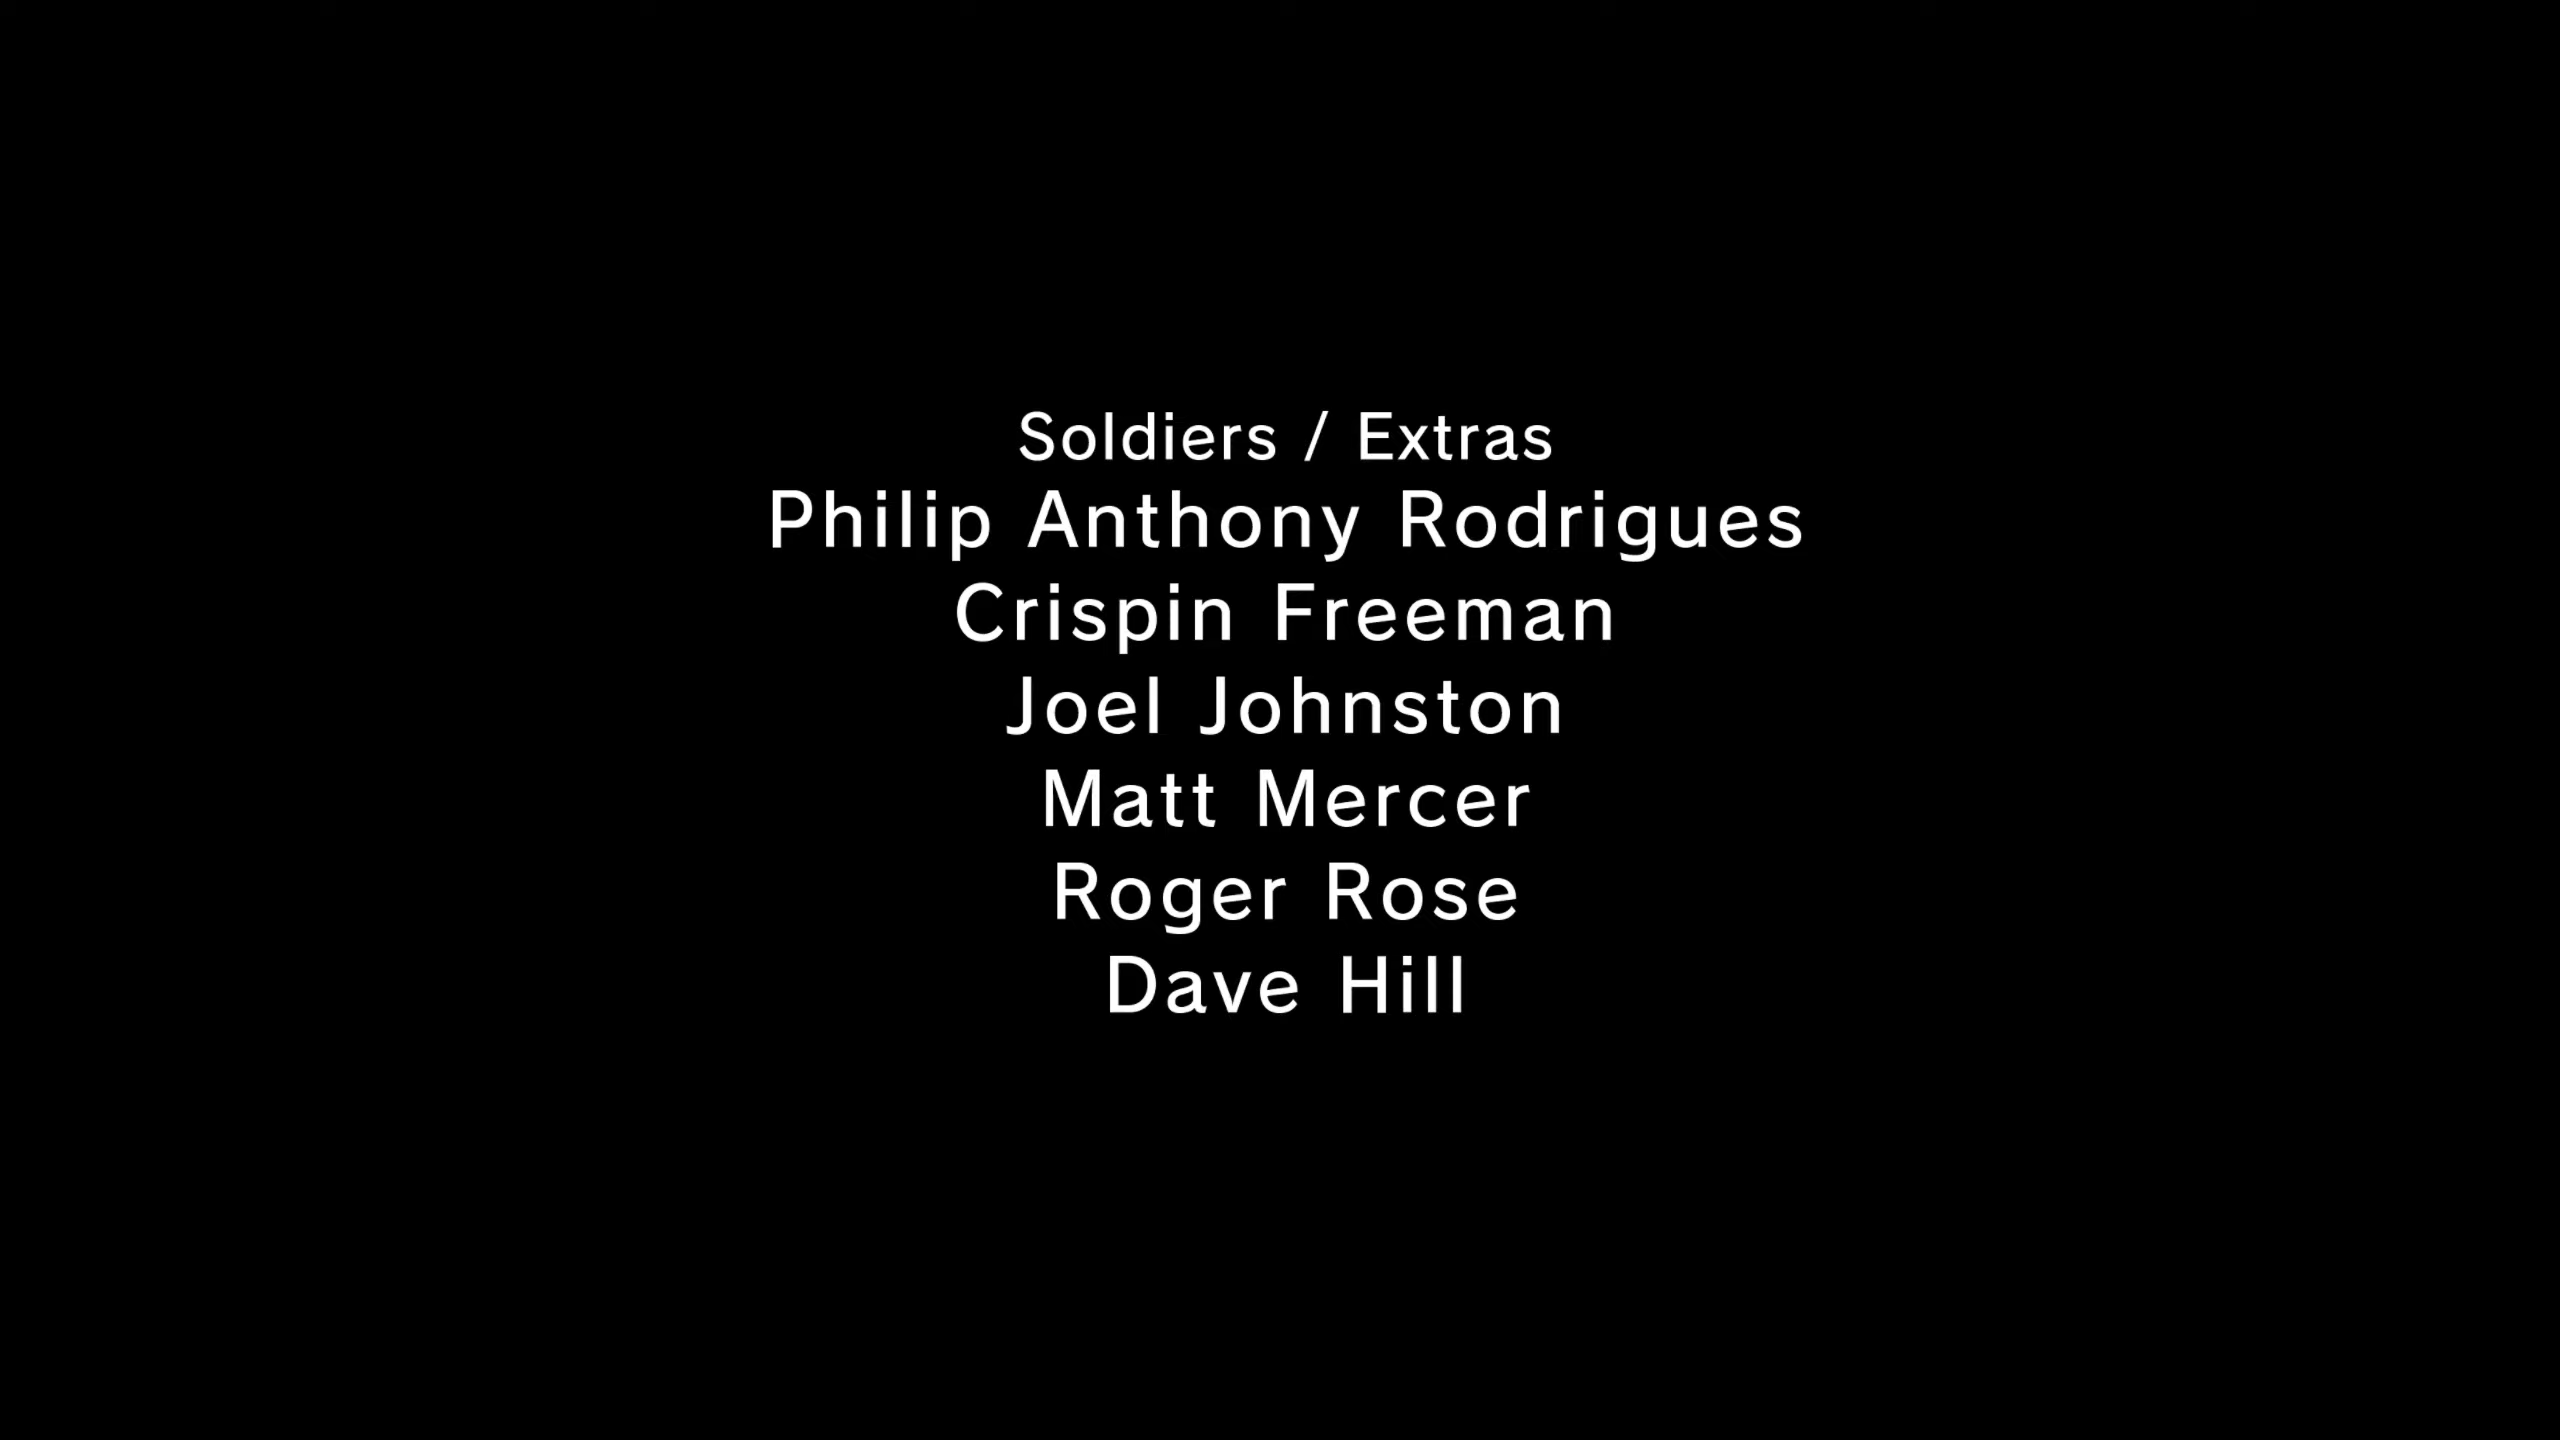 Soldiers / Extras
Philip Anthony Rodrigues
Crispin Freeman
Joel Johnston
Matt Mercer
Roger Rose
Dave Hill